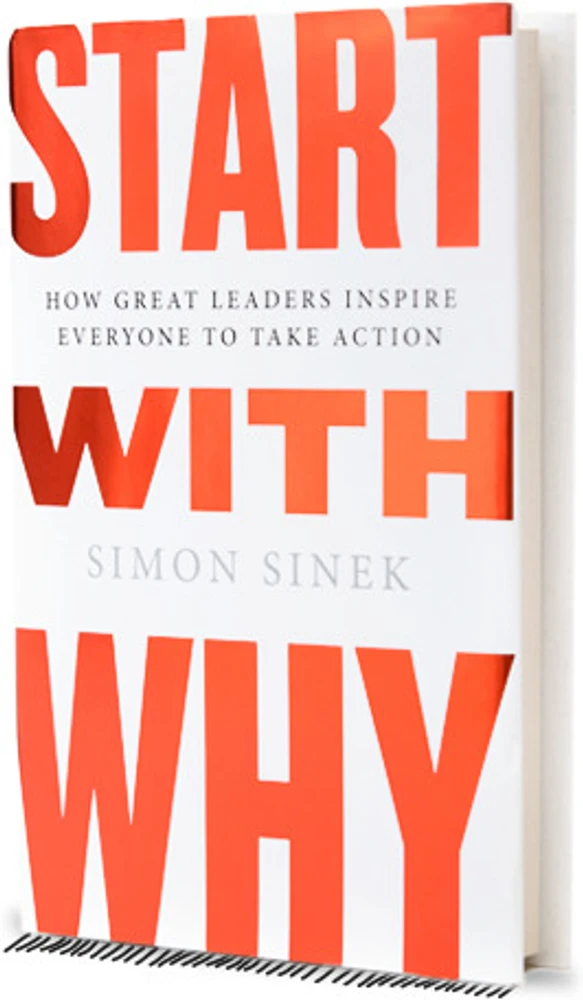 START
HOW GREAT LEADERS INSPIRE
EVERYONE TO TAKE ACTION
WITH
SIMON SINEK
WHY